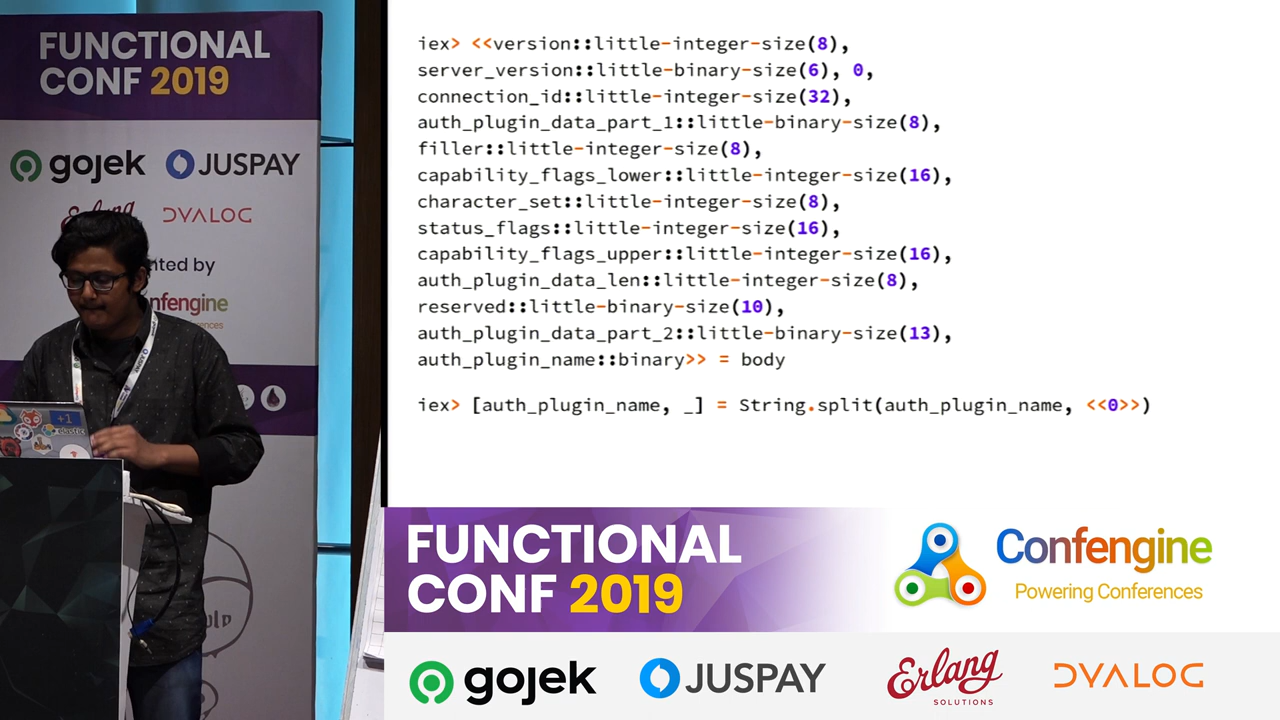 FUNCTIONAL
CONF 2019
gojek JUSPAY
Erlang DYALOG
nted by
nfengine
+1
elastic
iex> <<version::little-integer-size(8),
server_version::little-binary-size(6), 0,
connection_id::little-integer-size(32),
auth_plugin_data_part_1::little-binary-size(8),
filler::little-integer-size(8),
capability_flags_lower::little-integer-size(16),
character_set::little-integer-size(8),
status_flags::little-integer-size(16),
capability_flags_upper::little-integer-size(16),
auth_plugin_data_len::little-integer-size(8),
reserved::little-binary-size(10),
auth_plugin_data_part_2::little-binary-size(13),
auth_plugin_name::binary>> = body
iex> [auth_plugin_name, _] = String.split(auth_plugin_name, <<0>>)
FUNCTIONAL
CONF 2019
Confengine
Powering Conferences
gojek JUSPAY Erlang SOLUTIONS DYALOG